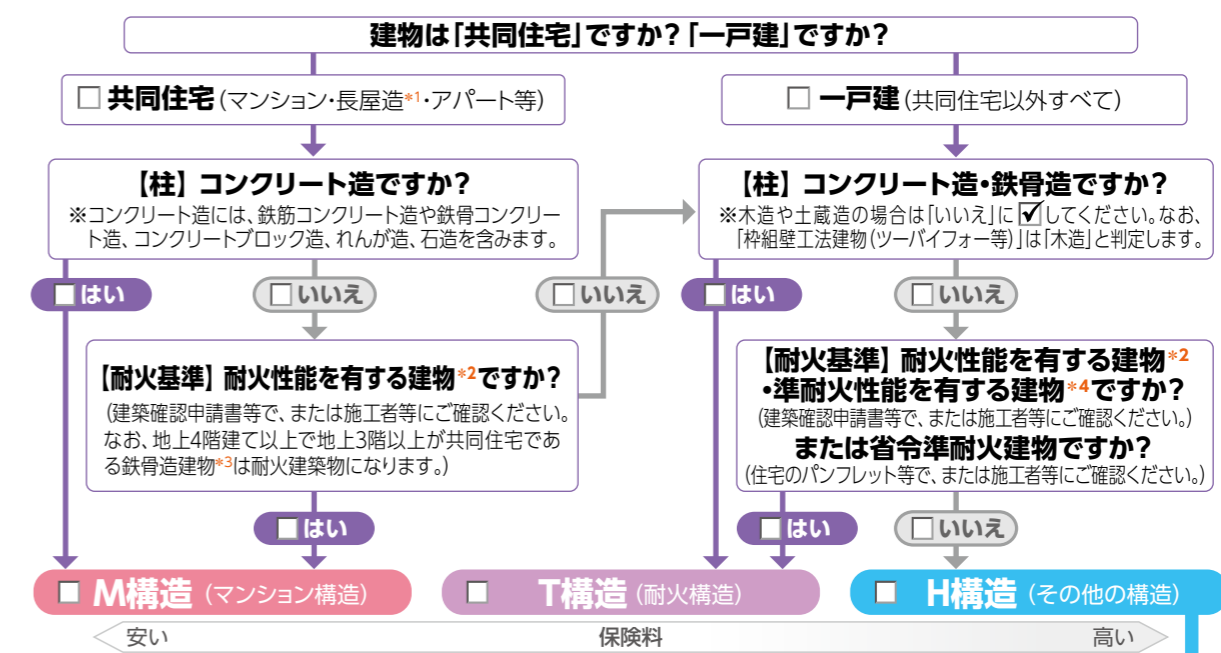 建物は「共同住宅」ですか?「一戸建」ですか?
共同住宅(マンション・長屋造*1・アパート等)
一戸建(共同住宅以外すべて)
【柱】コンクリート造ですか?
※コンクリート造には、鉄筋コンクリート造や鉄骨コンクリー
ト造、コンクリートブロック造、れんが造、石造を含みます。
【柱】コンクリート造・鉄骨造ですか?
※木造や土蔵造の場合は「いいえ」に☑してください。なお、
「枠組壁工法建物(ツーバイフォー等)」は「木造」と判定します。
はい
いいえ
いいえ
はい
いいえ
【耐火基準】耐火性能を有する建物*2ですか?
(建築確認申請書等で、または施工者等にご確認ください。
なお、地上4階建て以上で地上3階以上が共同住宅であ
る鉄骨造建物*3は耐火建築物になります。)
【耐火基準】耐火性能を有する建物*2
・準耐火性能を有する建物*4ですか?
(建築確認申請書等で、または施工者等にご確認ください。)
または省令準耐火建物ですか?
(住宅のパンフレット等で、または施工者等にご確認ください。)
はい
はい
いいえ
M構造(マンション構造)
T構造(耐火構造)
H構造(その他の構造)
安い
保険料
高い